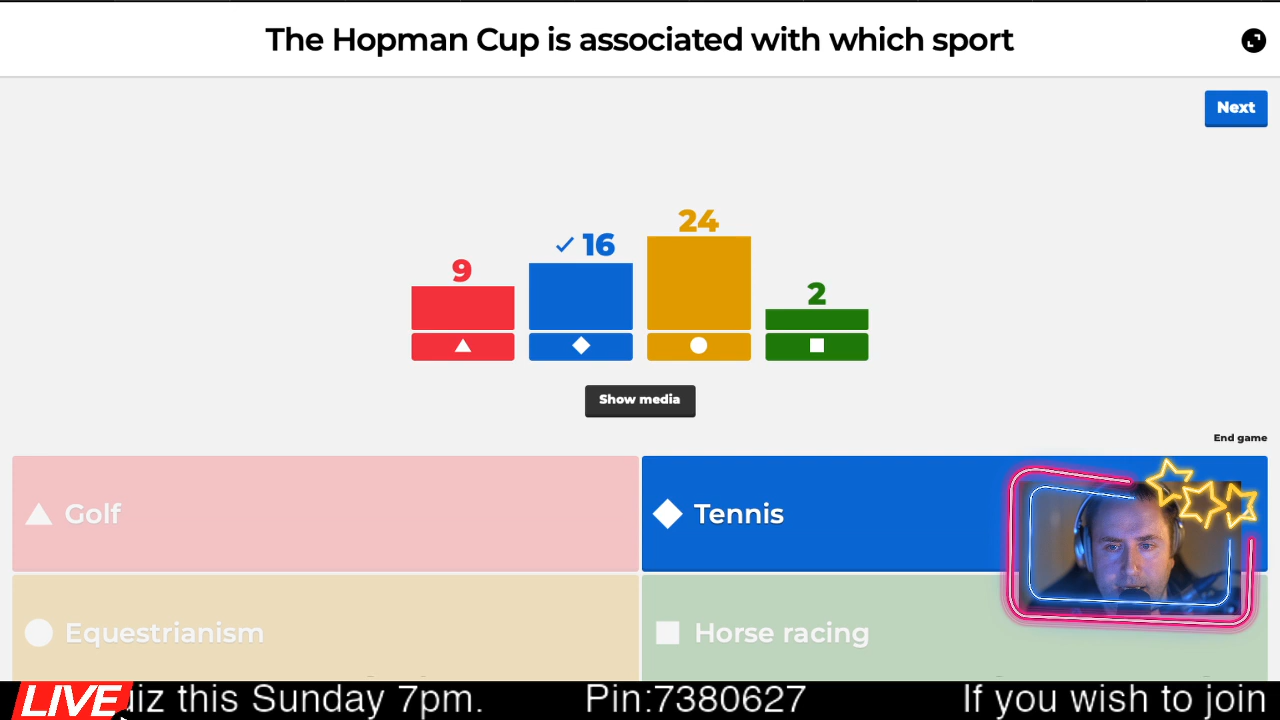 The Hopman Cup is associated with which sport
Next
9
16
24
2
Show media
End game
Golf
Tennis
Equestrianism
Horse racing
LIVE
iz this Sunday 7pm. Pin:7380627 If you wish to join